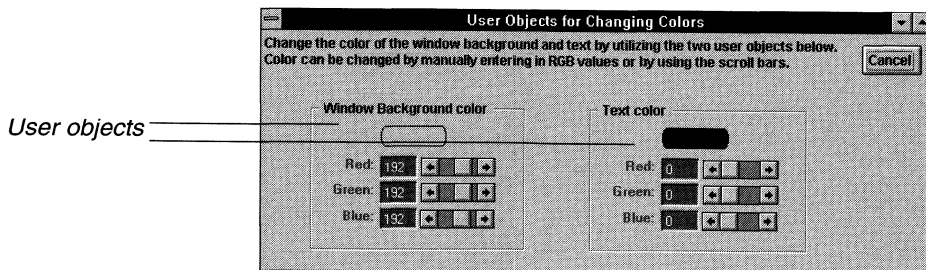 User Objects for Changing Colors
Change the color of the window background and text by utilizing the two user objects below.
Color can be changed by manually entering in RGB values or by using the scroll bars.
Cancel
User objects
Window Background color
Red: 192
Green: 192
Blue: 192
Text color
Red: 0
Green: 0
Blue: 0